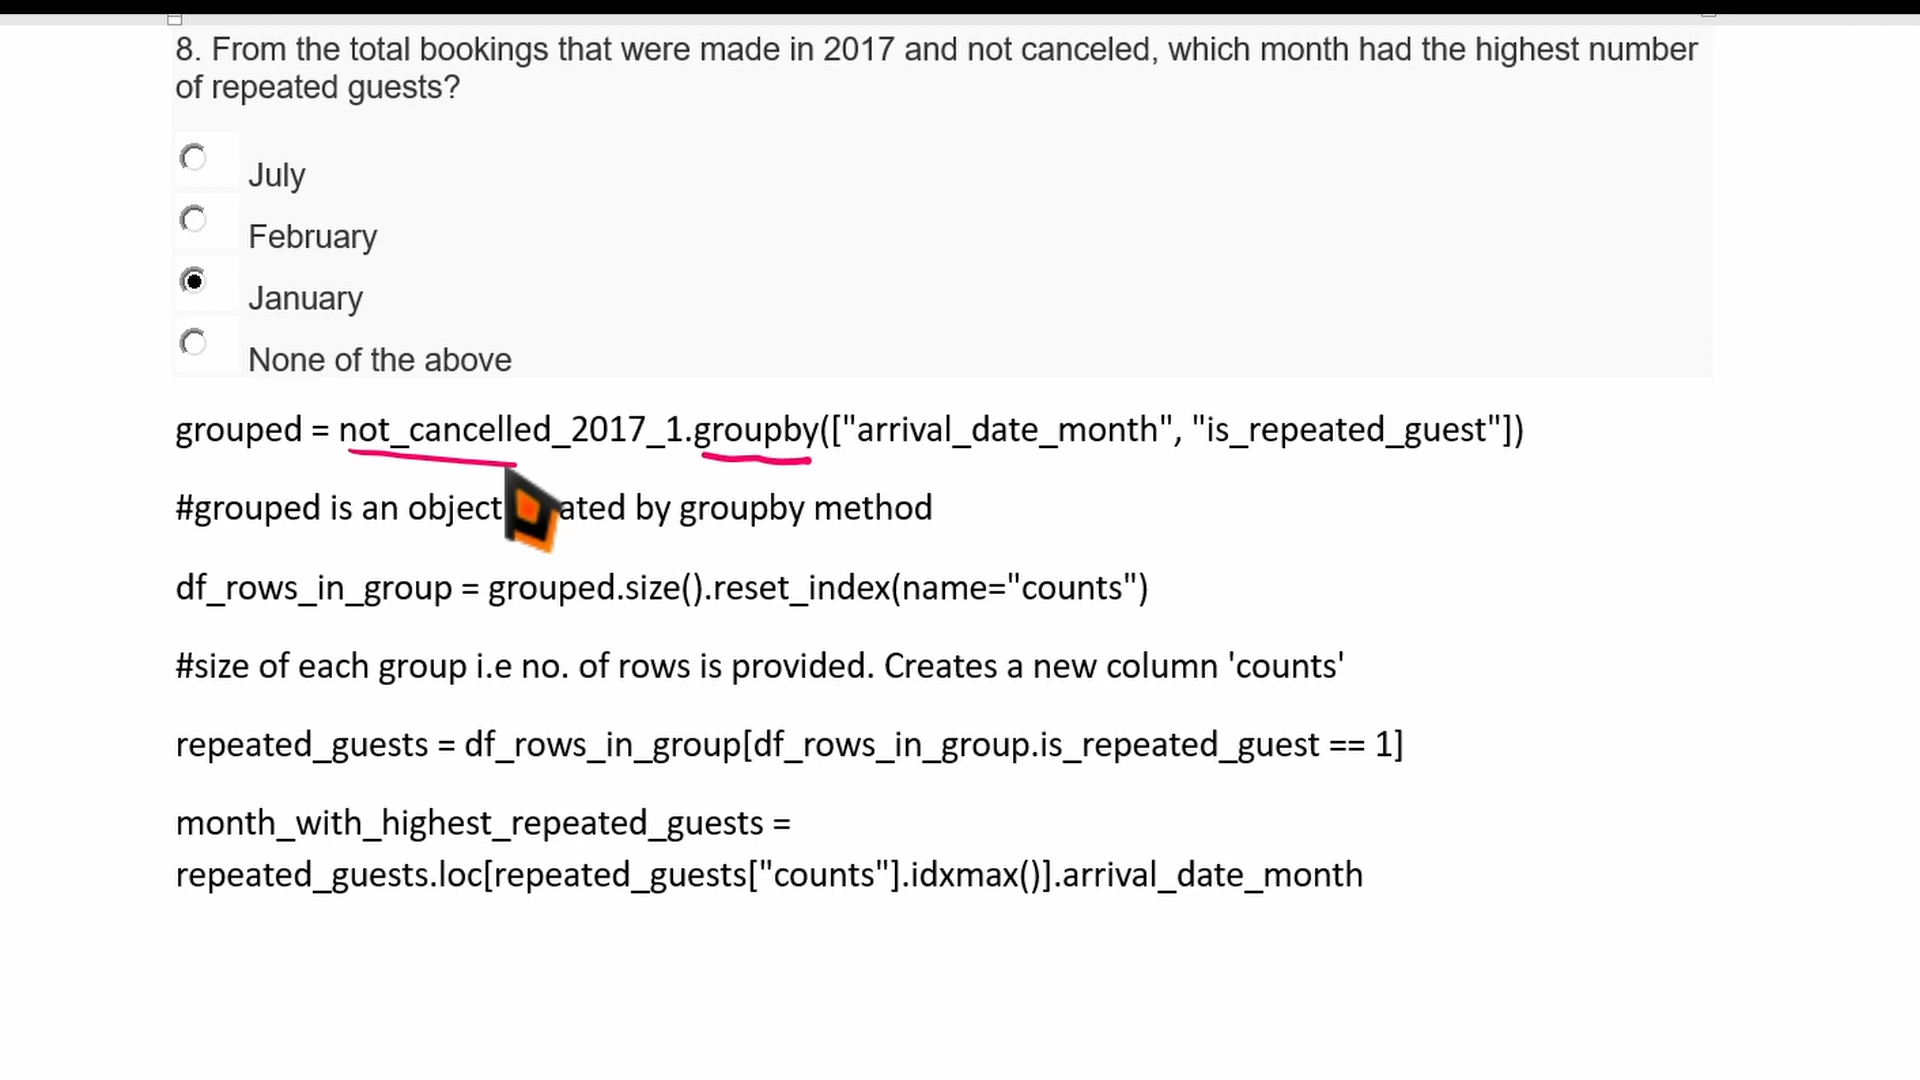 8. From the total bookings that were made in 2017 and not canceled, which month had the highest number
of repeated guests?
July
February
January
None of the above
grouped = not_cancelled_2017_1.groupby(["arrival_date_month", "is_repeated_guest"])
#grouped is an object ated by groupby method
df_rows_in_group = grouped.size().reset_index(name="counts")
#size of each group i.e no. of rows is provided. Creates a new column 'counts'
repeated_guests = df_rows_in_group[df_rows_in_group.is_repeated_guest == 1]
month_with_highest_repeated_guests =
repeated_guests.loc[repeated_guests["counts"].idxmax()].arrival_date_month